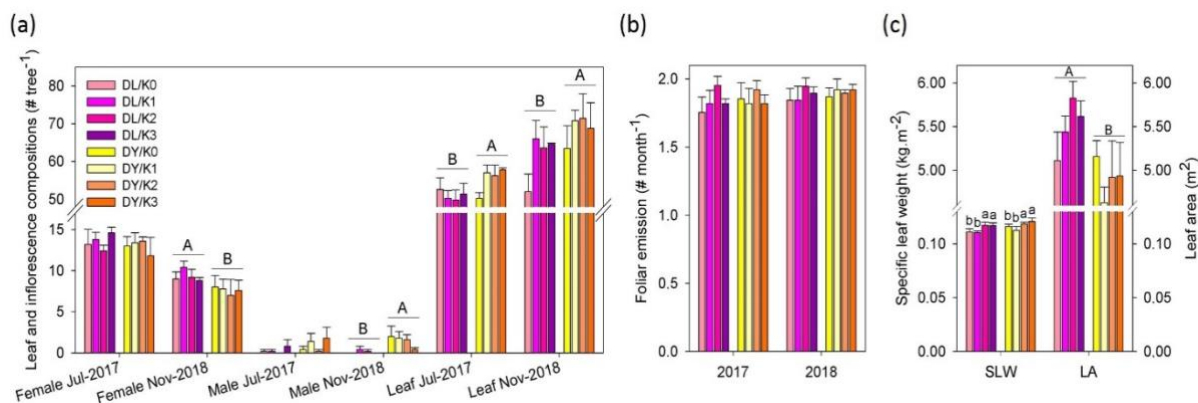 (a)
Leaf and inflorescence compositions (# tree⁻¹)
80
70
60
50
15
10
5
0
DL/K0
DL/K1
DL/K2
DL/K3
DY/K0
DY/K1
DY/K2
DY/K3
A
B
B
A
B
A
B
A
Female Jul-2017
Female Nov-2018
Male Jul-2017
Male Nov-2018
Leaf Jul-2017
Leaf Nov-2018
(b)
Foliar emission (# month⁻¹)
2.0
1.5
1.0
0.5
0.0
2017
2018
(c)
Specific leaf weight (kg.m⁻²)
6.00
5.50
5.00
0.10
0.05
0.00
bbaa
bbaa
A
B
SLW
LA
6.00
5.50
5.00
0.10
0.05
0.00
Leaf area (m²)